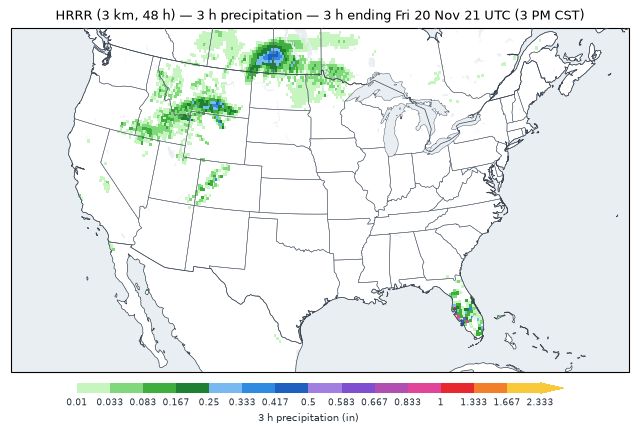 HRRR (3 km, 48 h) — 3 h precipitation — 3 h ending Fri 20 Nov 21 UTC (3 PM CST)
0.01 0.033 0.083 0.167 0.25 0.333 0.417 0.5 0.583 0.667 0.833 1 1.333 1.667 2.333
3 h precipitation (in)